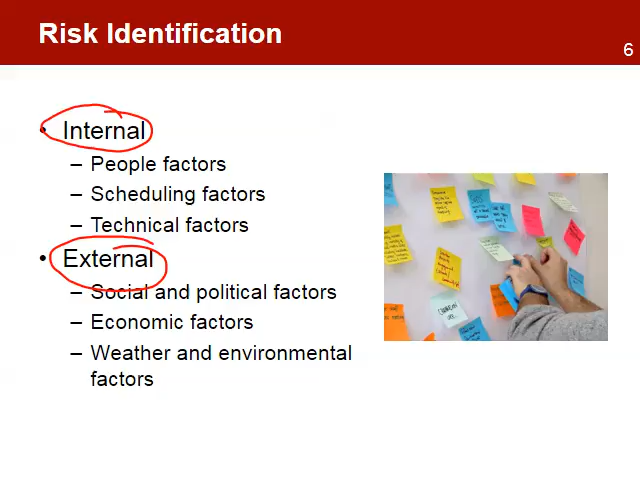 Risk Identification
6
• Internal
– People factors
– Scheduling factors
– Technical factors
• External
– Social and political factors
– Economic factors
– Weather and environmental
factors